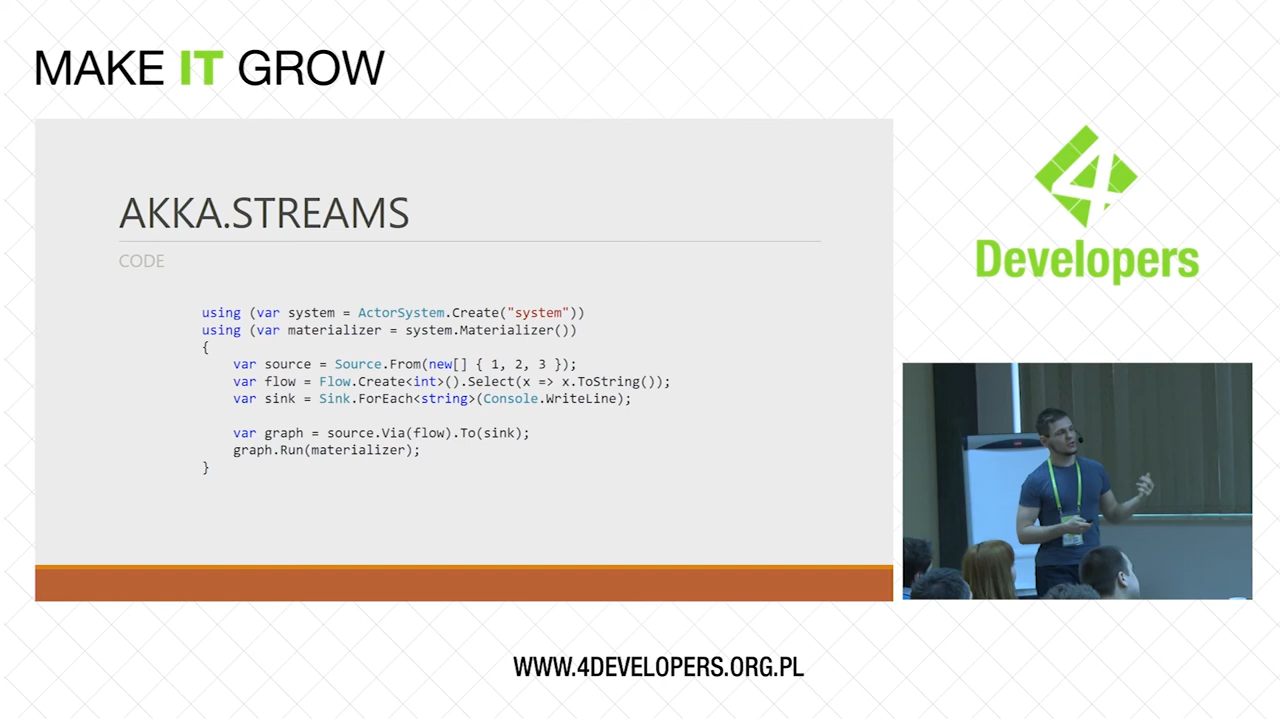 MAKE IT GROW
AKKA.STREAMS
CODE
using (var system = ActorSystem.Create("system"))
using (var materializer = system.Materializer())
{
var source = Source.From(new[] { 1, 2, 3 });
var flow = Flow.Create<int>().Select(x => x.ToString());
var sink = Sink.ForEach<string>(Console.WriteLine);
var graph = source.Via(flow).To(sink);
graph.Run(materializer);
}
4
Developers
WWW.4DEVELOPERS.ORG.PL